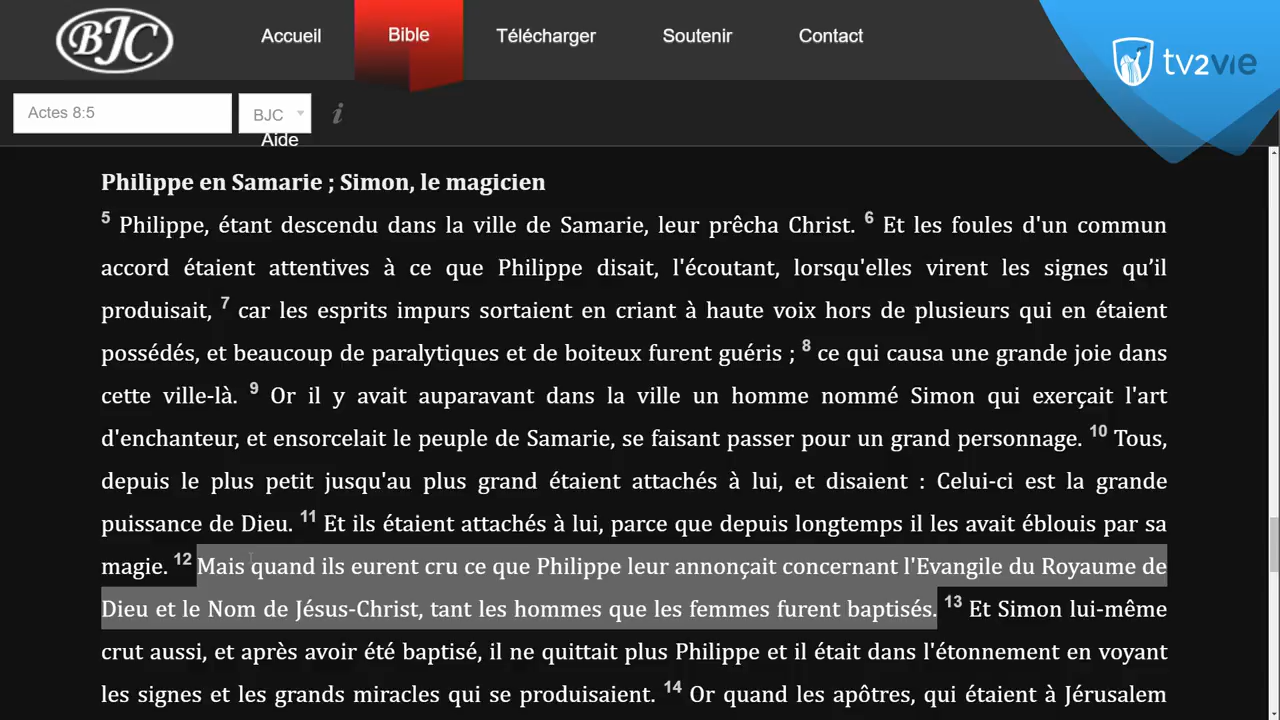 BJC
Accueil
Bible
Télécharger
Soutenir
Contact
tv2vie
Actes 8:5
BJC
i
Aide
Philippe en Samarie ; Simon, le magicien
5 Philippe, étant descendu dans la ville de Samarie, leur prêcha Christ. 6 Et les foules d'un commun
accord étaient attentives à ce que Philippe disait, l'écoutant, lorsqu'elles virent les signes qu’il
produisait, 7 car les esprits impurs sortaient en criant à haute voix hors de plusieurs qui en étaient
possédés, et beaucoup de paralytiques et de boiteux furent guéris ; 8 ce qui causa une grande joie dans
cette ville-là. 9 Or il y avait auparavant dans la ville un homme nommé Simon qui exerçait l'art
d'enchanteur, et ensorcelait le peuple de Samarie, se faisant passer pour un grand personnage. 10 Tous,
depuis le plus petit jusqu'au plus grand étaient attachés à lui, et disaient : Celui-ci est la grande
puissance de Dieu. 11 Et ils étaient attachés à lui, parce que depuis longtemps il les avait éblouis par sa
magie. 12 Mais quand ils eurent cru ce que Philippe leur annonçait concernant l'Evangile du Royaume de
Dieu et le Nom de Jésus-Christ, tant les hommes que les femmes furent baptisés. 13 Et Simon lui-même
crut aussi, et après avoir été baptisé, il ne quittait plus Philippe et il était dans l'étonnement en voyant
les signes et les grands miracles qui se produisaient. 14 Or quand les apôtres, qui étaient à Jérusalem